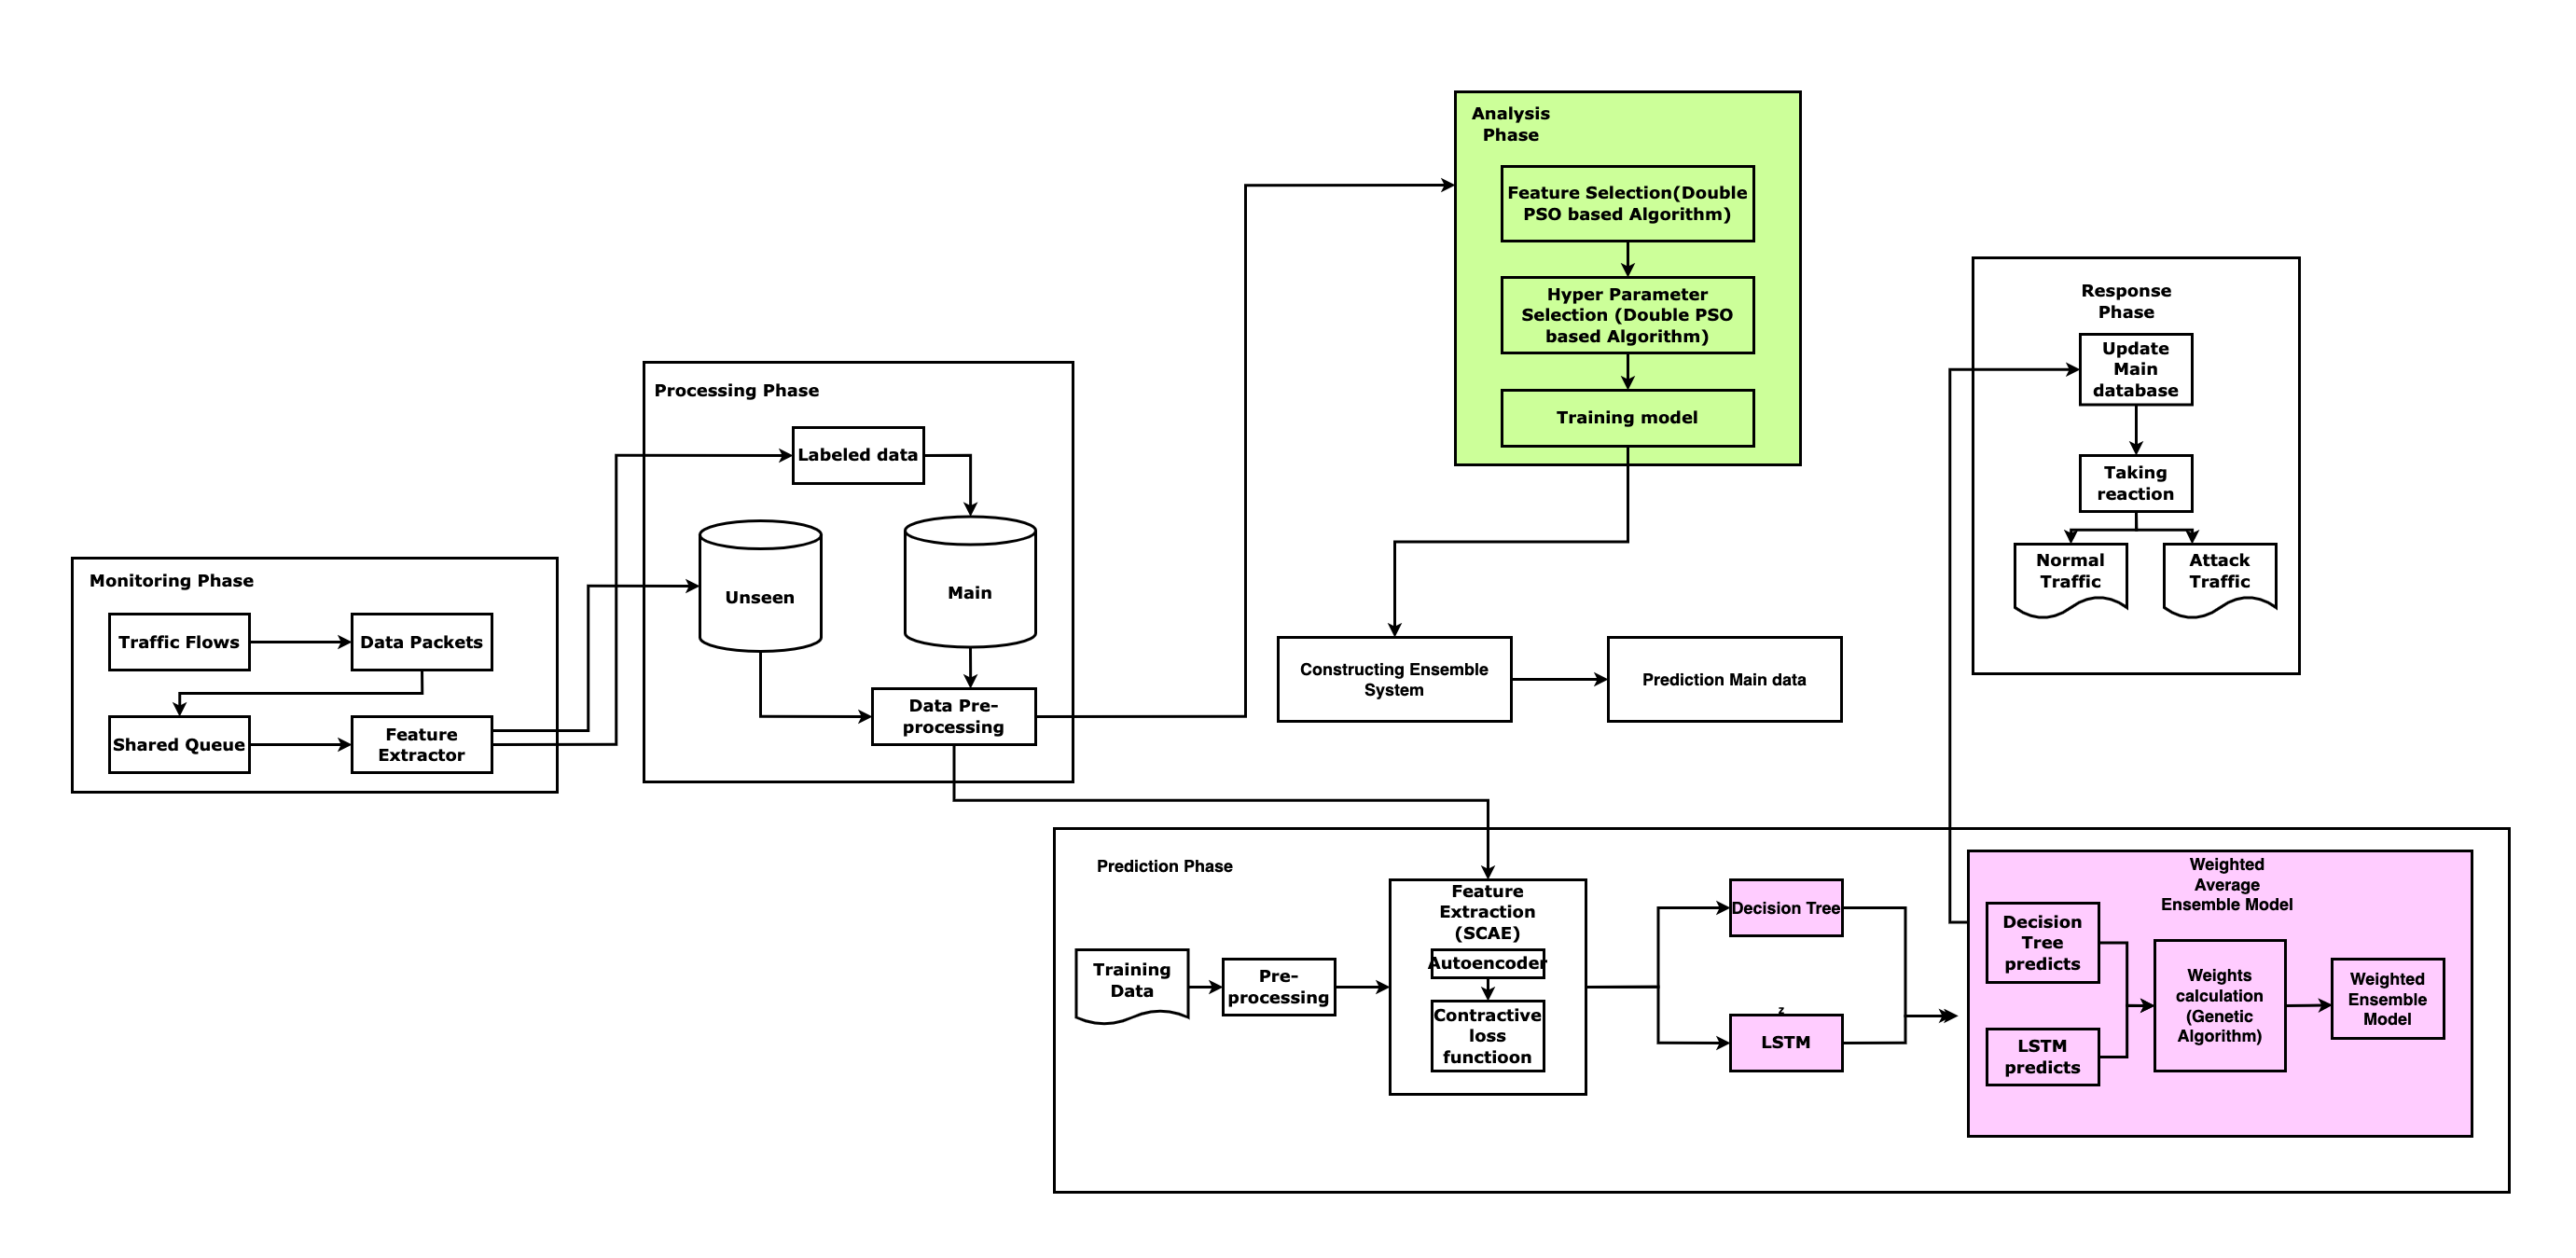 Monitoring Phase
Traffic Flows
Data Packets
Shared Queue
Feature
Extractor
Processing Phase
Labeled data
Unseen
Main
Data Pre-
processing
Analysis
Phase
Feature Selection(Double
PSO based Algorithm)
Hyper Parameter
Selection (Double PSO
based Algorithm)
Training model
Constructing Ensemble
System
Prediction Main data
Response
Phase
Update
Main
database
Taking
reaction
Normal
Traffic
Attack
Traffic
Prediction Phase
Training
Data
Pre-
processing
Feature
Extraction
(SCAE)
Autoencoder
Contractive
loss
functioon
Decision Tree
z
LSTM
Weighted
Average
Ensemble Model
Decision
Tree
predicts
LSTM
predicts
Weights
calculation
(Genetic
Algorithm)
Weighted
Ensemble
Model